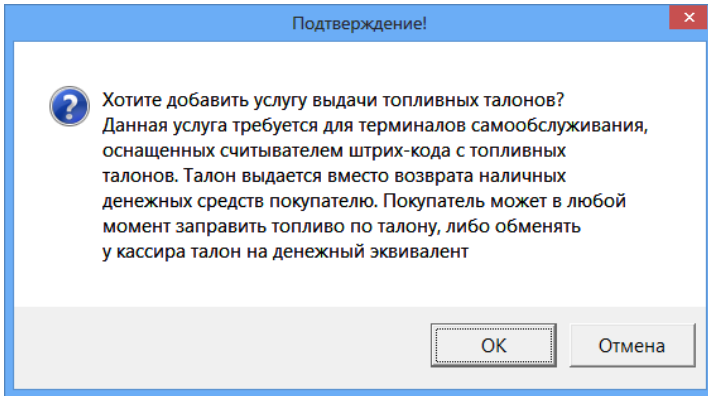 Подтверждение!
Хотите добавить услугу выдачи топливных талонов?
Данная услуга требуется для терминалов самообслуживания,
оснащенных считывателем штрих-кода с топливных
талонов. Талон выдается вместо возврата наличных
денежных средств покупателю. Покупатель может в любой
момент заправить топливо по талону, либо обменять
у кассира талон на денежный эквивалент
OK
Отмена